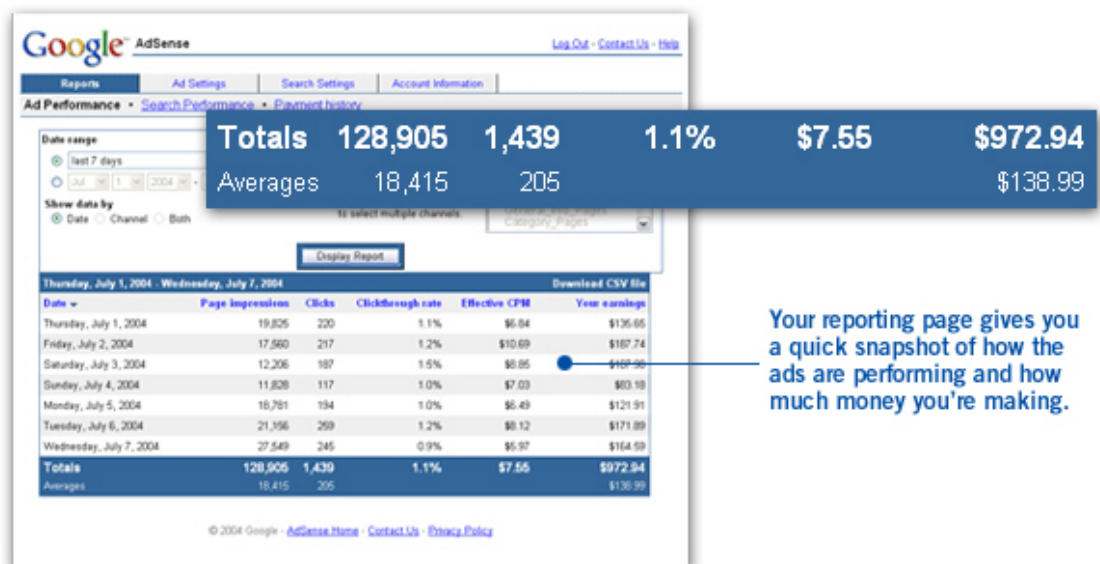 Google™ AdSense
Log Out - Contact Us - Help
Reports Ad Settings Search Settings Account Information
Ad Performance • Search Performance • Payment history
Totals 128,905 1,439 1.1% $7.55 $972.94
Averages 18,415 205 $138.99
Date range
last 7 days
Jul 1 2004 -
Show data by
Date Channel Both
to select multiple channels.
Category_Pages
Display Report
Thursday, July 1, 2004 - Wednesday, July 7, 2004 Download CSV file
Date Page impressions Clicks Clickthrough rate Effective CPM Your earnings
Thursday, July 1, 2004 19,825 220 1.1% $6.84 $135.65
Friday, July 2, 2004 17,560 217 1.2% $10.69 $187.74
Saturday, July 3, 2004 12,206 187 1.5% $8.85
Sunday, July 4, 2004 11,828 117 1.0% $7.03 $83.18
Monday, July 5, 2004 18,781 194 1.0% $6.49 $121.91
Tuesday, July 6, 2004 21,156 259 1.2% $8.12 $171.89
Wednesday, July 7, 2004 27,549 245 0.9% $5.97 $164.59
Totals 128,905 1,439 1.1% $7.55 $972.94
Averages 18,415 205 $138.99
Your reporting page gives you
a quick snapshot of how the
ads are performing and how
much money you're making.
© 2004 Google - AdSense Home - Contact Us - Privacy Policy